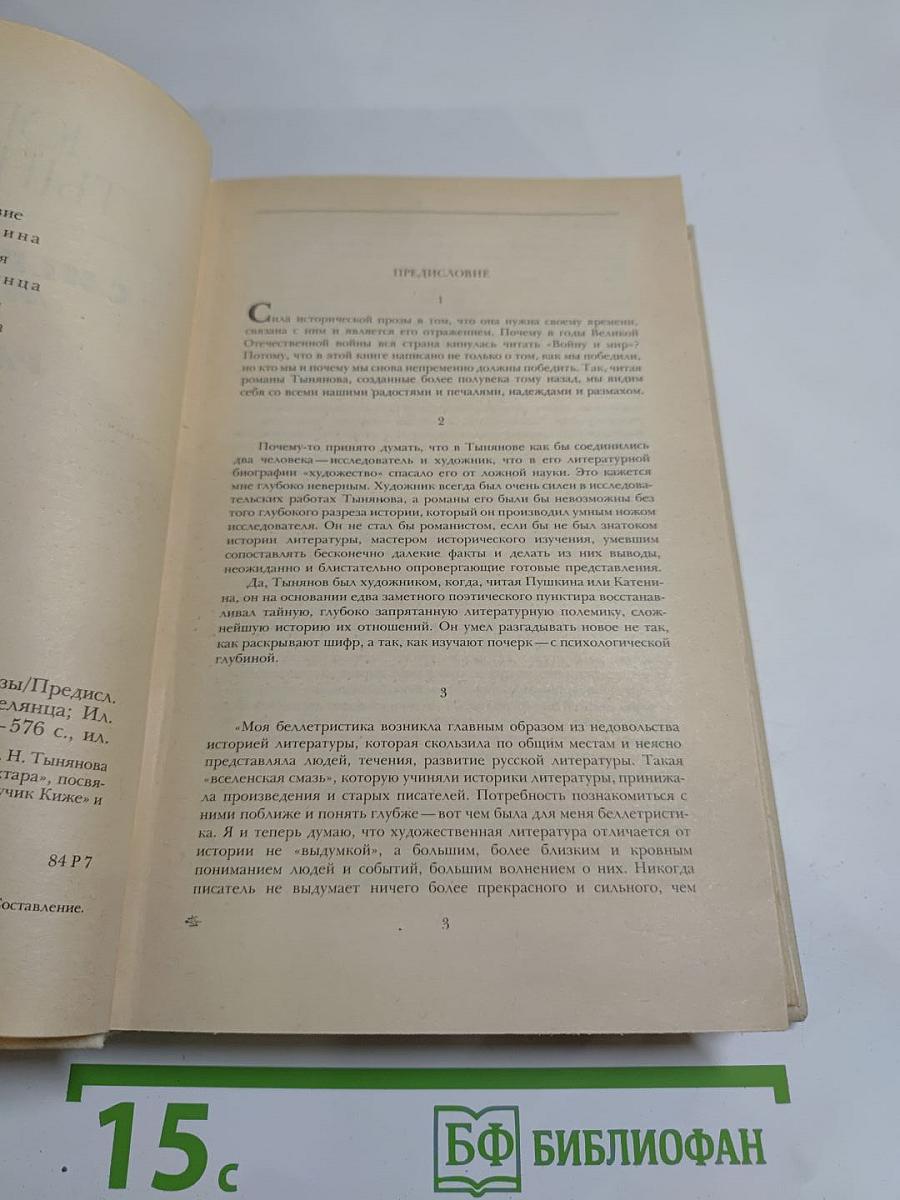 вие
ина
я
нца
а
зы/Предисл.
елянца; Ил.
–576 с., ил.
Н. Тынянова
хтара», посвя-
учик Киже» и
84 Р 7
Составление.
ПРЕДИСЛОВИЕ
1
Сила исторической прозы в том, что она нужна своему времени,
связана с ним и является его отражением. Почему в годы Великой
Отечественной войны вся страна кинулась читать «Войну и мир»?
Потому, что в этой книге написано не только о том, как мы победили,
но кто мы и почему мы снова непременно должны победить. Так, читая
романы Тынянова, созданные более полувека тому назад, мы видим
себя со всеми нашими радостями и печалями, надеждами и размахом.
2
Почему-то принято думать, что в Тынянове как бы соединились
два человека — исследователь и художник, что в его литературной
биографии «художество» спасало его от ложной науки. Это кажется
мне глубоко неверным. Художник всегда был очень силен в исследова-
тельских работах Тынянова, а романы его были бы невозможны без
того глубокого разреза истории, который он производил умным ножом
исследователя. Он не стал бы романистом, если бы не был знатоком
истории литературы, мастером исторического изучения, умевшим
сопоставлять бесконечно далекие факты и делать из них выводы,
неожиданно и блистательно опровергающие готовые представления.
Да, Тынянов был художником, когда, читая Пушкина или Катени-
на, он на основании едва заметного поэтического пунктира восстанав-
ливал тайную, глубоко запрятанную литературную полемику, слож-
нейшую историю их отношений. Он умел разгадывать новое не так,
как раскрывают шифр, а так, как изучают почерк — с психологической
глубиной.
3
«Моя беллетристика возникла главным образом из недовольства
историей литературы, которая скользила по общим местам и неясно
представляла людей, течения, развитие русской литературы. Такая
«вселенская смазь», которую учиняли историки литературы, принижа-
ла произведения и старых писателей. Потребность познакомиться с
ними поближе и понять глубже — вот чем была для меня беллетристи-
ка. Я и теперь думаю, что художественная литература отличается от
истории не «выдумкой», а большим, более близким и кровным
пониманием людей и событий, большим волнением о них. Никогда
писатель не выдумает ничего более прекрасного и сильного, чем
3
15 с
БФ БИБЛИОФАН